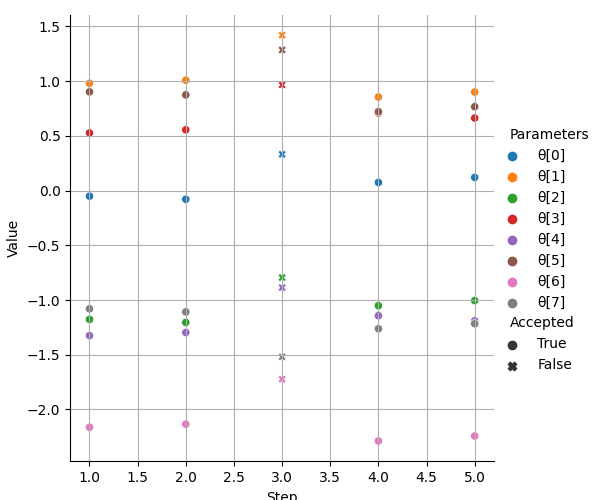 1.5
1.0
0.5
0.0
−0.5
−1.0
−1.5
−2.0
Value
1.0 1.5 2.0 2.5 3.0 3.5 4.0 4.5 5.0
Step
Parameters
θ[0]
θ[1]
θ[2]
θ[3]
θ[4]
θ[5]
θ[6]
θ[7]
Accepted
True
False